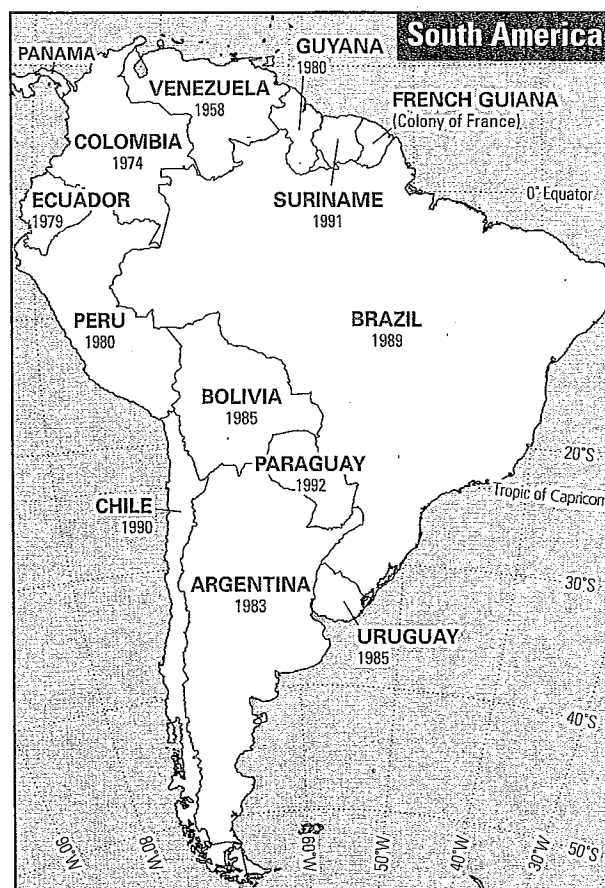 South America
PANAMA
GUYANA
1980
VENEZUELA
1958
FRENCH GUIANA
(Colony of France)
COLOMBIA
1974
ECUADOR
1979
SURINAME
1991
0° Equator
PERU
1980
BRAZIL
1989
BOLIVIA
1985
20°S
PARAGUAY
1992
Tropic of Capricorn
CHILE
1990
ARGENTINA
1983
30°S
URUGUAY
1985
40°S
90°W
80°W
60°W
50°W
40°W
30°W
50°S